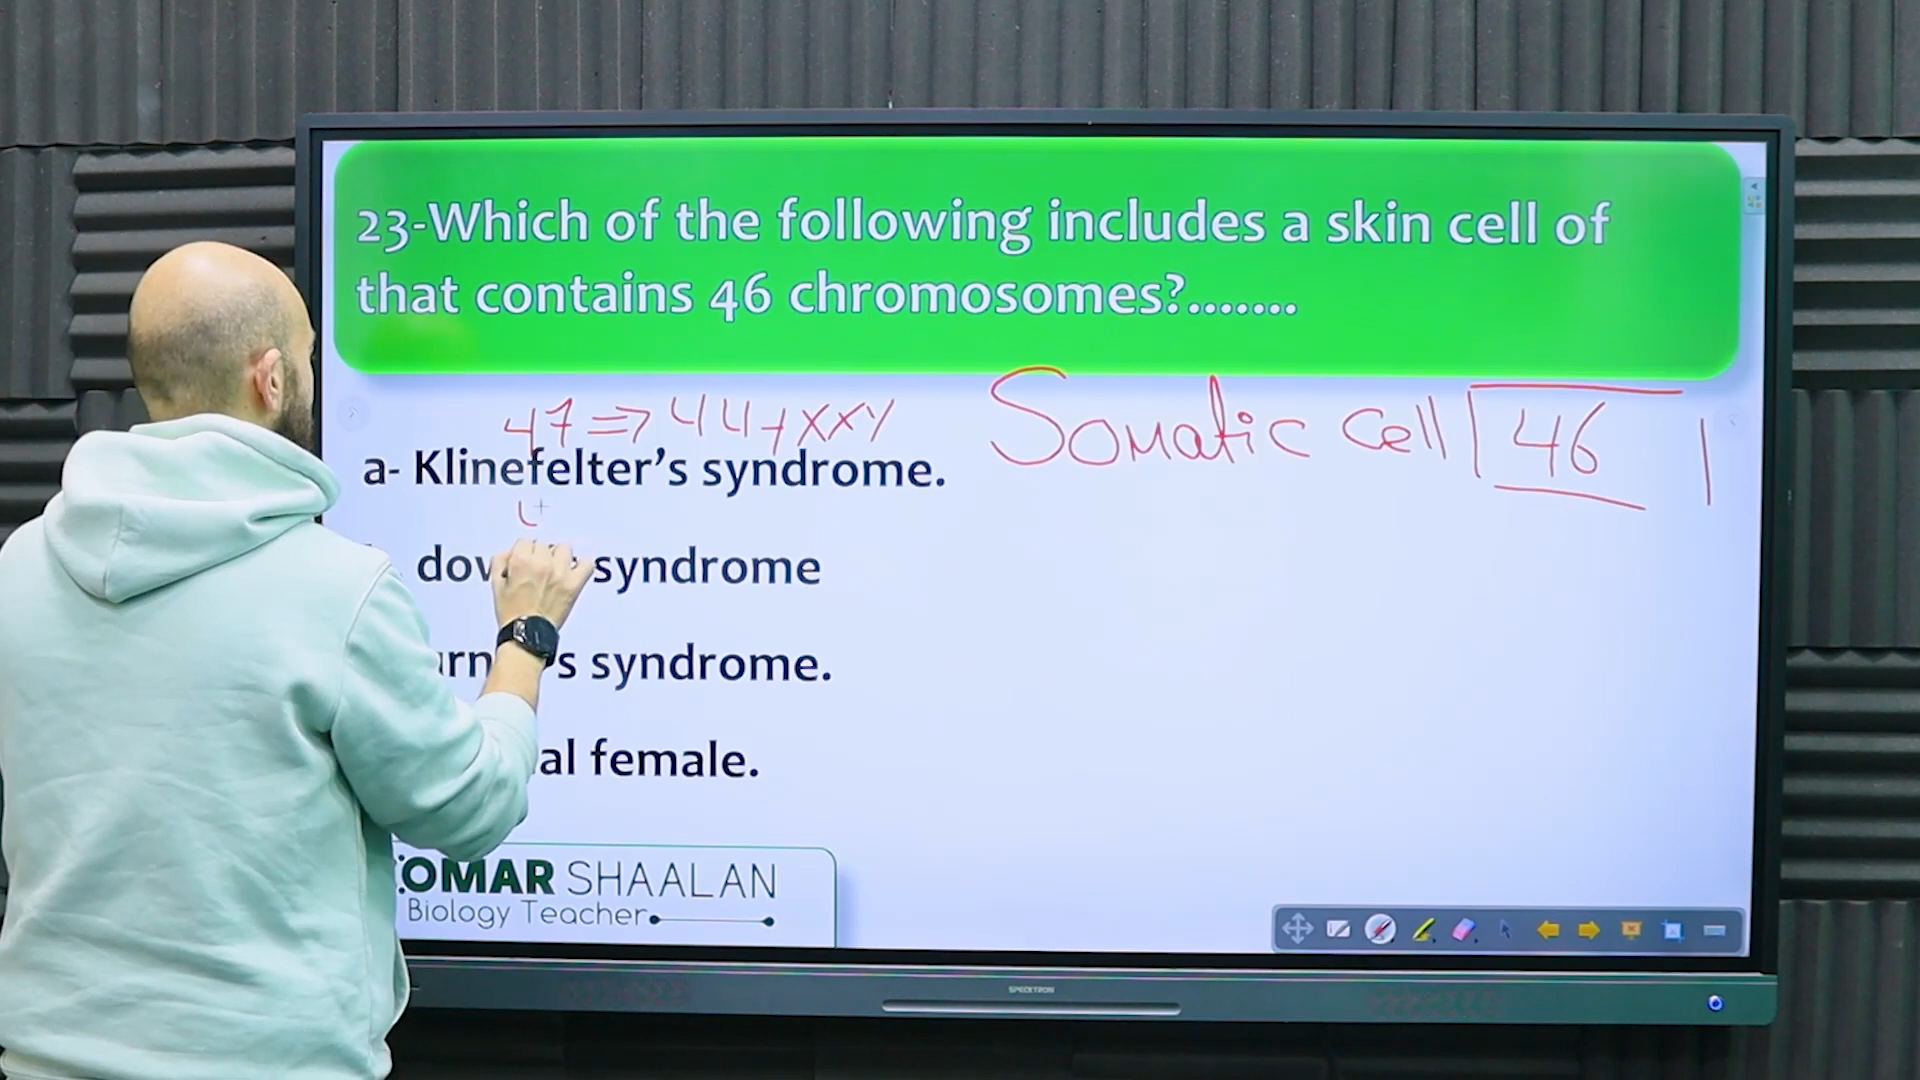 23-Which of the following includes a skin cell of
that contains 46 chromosomes?.......
47 ⇒ 44+XXY
Somatic Cell 46
a- Klinefelter's syndrome.
syndrome
syndrome.
female.
OMAR SHAALAN
Biology Teacher
SPECKTRON